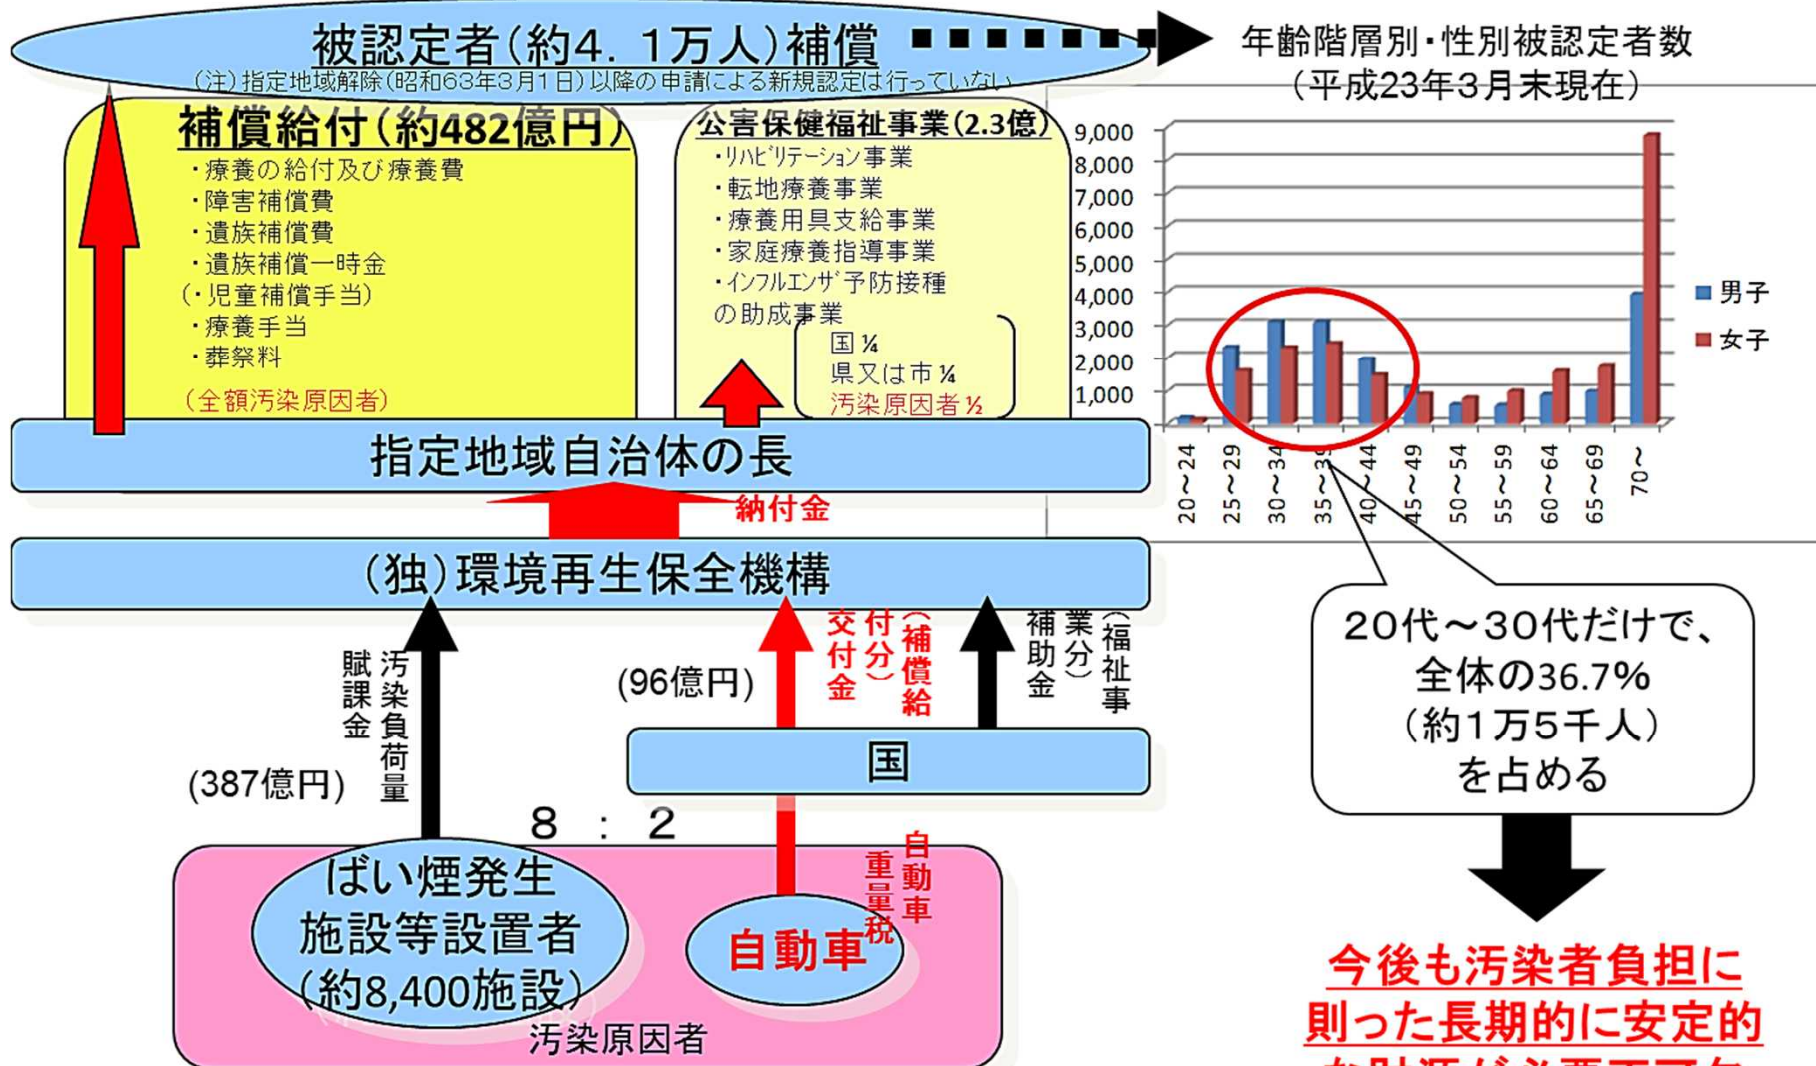 被認定者(約4.1万人)補償
(注)指定地域解除(昭和63年3月1日)以降の申請による新規認定は行っていない
補償給付(約482億円)
・療養の給付及び療養費
・障害補償費
・遺族補償費
・遺族補償一時金
(・児童補償手当)
・療養手当
・葬祭料
(全額汚染原因者)
公害保健福祉事業(2.3億)
・ﾘﾊﾋﾞﾘﾃｰｼｮﾝ事業
・転地療養事業
・療養用具支給事業
・家庭療養指導事業
・ｲﾝﾌﾙｴﾝｻﾞ予防接種
の助成事業
国 ¼
県又は市 ¼
汚染原因者 ½
指定地域自治体の長
納付金
(独)環境再生保全機構
汚染負荷量
賦課金
(387億円)
(96億円)
(補償給
付分)
交付金
(福祉事
業分)
補助金
国
8 : 2
自動車
重量税
ばい煙発生
施設等設置者
(約8,400施設)
自動車
汚染原因者
年齢階層別・性別被認定者数
(平成23年3月末現在)
9,000
8,000
7,000
6,000
5,000
4,000
3,000
2,000
1,000
20～24
25～29
30～34
35～39
40～44
45～49
50～54
55～59
60～64
65～69
70～
男子
女子
20代～30代だけで、
全体の36.7%
(約1万5千人)
を占める
今後も汚染者負担に
則った長期的に安定的